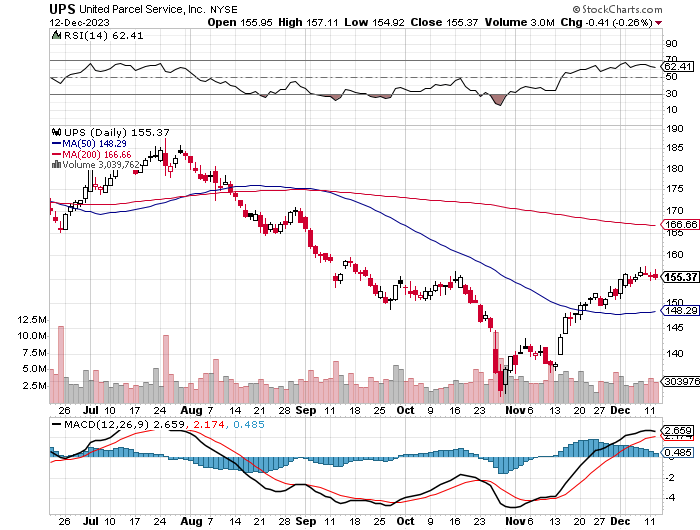 UPS United Parcel Service, Inc. NYSE © StockCharts.com
12-Dec-2023 Open 155.95 High 157.11 Low 154.92 Close 155.37 Volume 3.0M Chg -0.41 (-0.26%)
RSI(14) 62.41
90
70
62.41
50
30
10
UPS (Daily) 155.37
MA(50) 148.29
MA(200) 166.66
Volume 3,039,762
190
185
180
175
170
166.66
165
160
155.37
150
148.29
145
140
303976
12.5M
10.0M
7.5M
5.0M
2.5M
26 Jul 10 17 24 Aug 7 14 21 28 Sep 11 18 25 Oct 9 16 23 Nov 6 13 20 27 Dec 11
MACD(12,26,9) 2.659, 2.174, 0.485
2.659
2.174
0.485
-2
-4
26 Jul 10 17 24 Aug 7 14 21 28 Sep 11 18 25 Oct 9 16 23 Nov 6 13 20 27 Dec 11